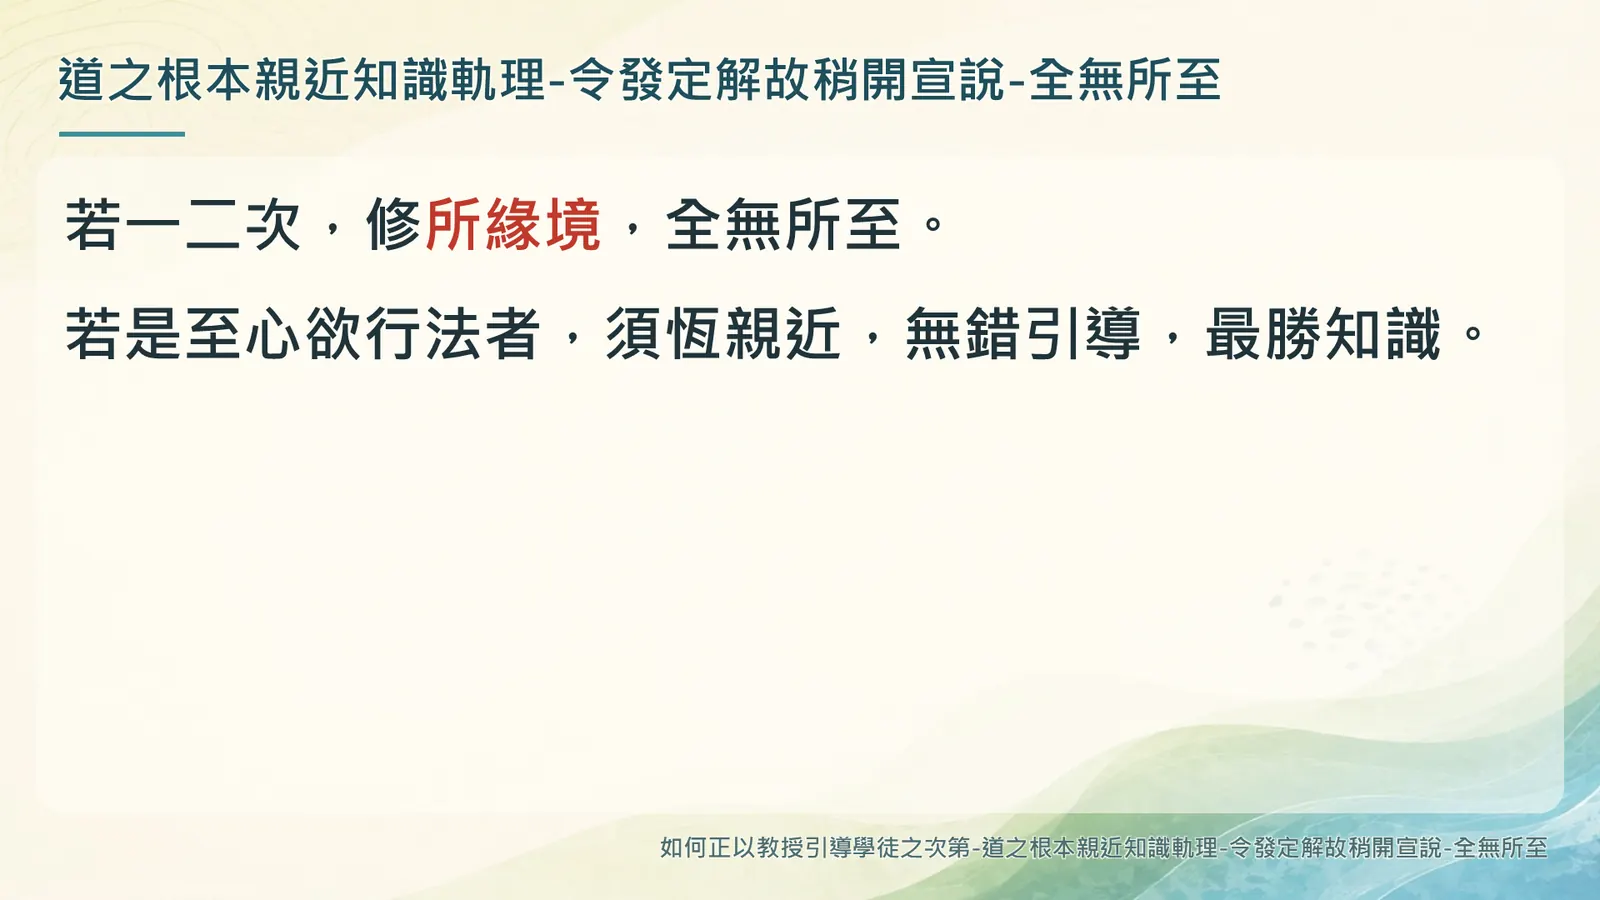 道之根本親近知識軌理-令發定解故稍開宣說-全無所至
若一二次，修所緣境，全無所至。
若是至心欲行法者，須恆親近，無錯引導，最勝知識。
如何正以教授引導學徒之次第-道之根本親近知識軌理-令發定解故稍開宣說-全無所至